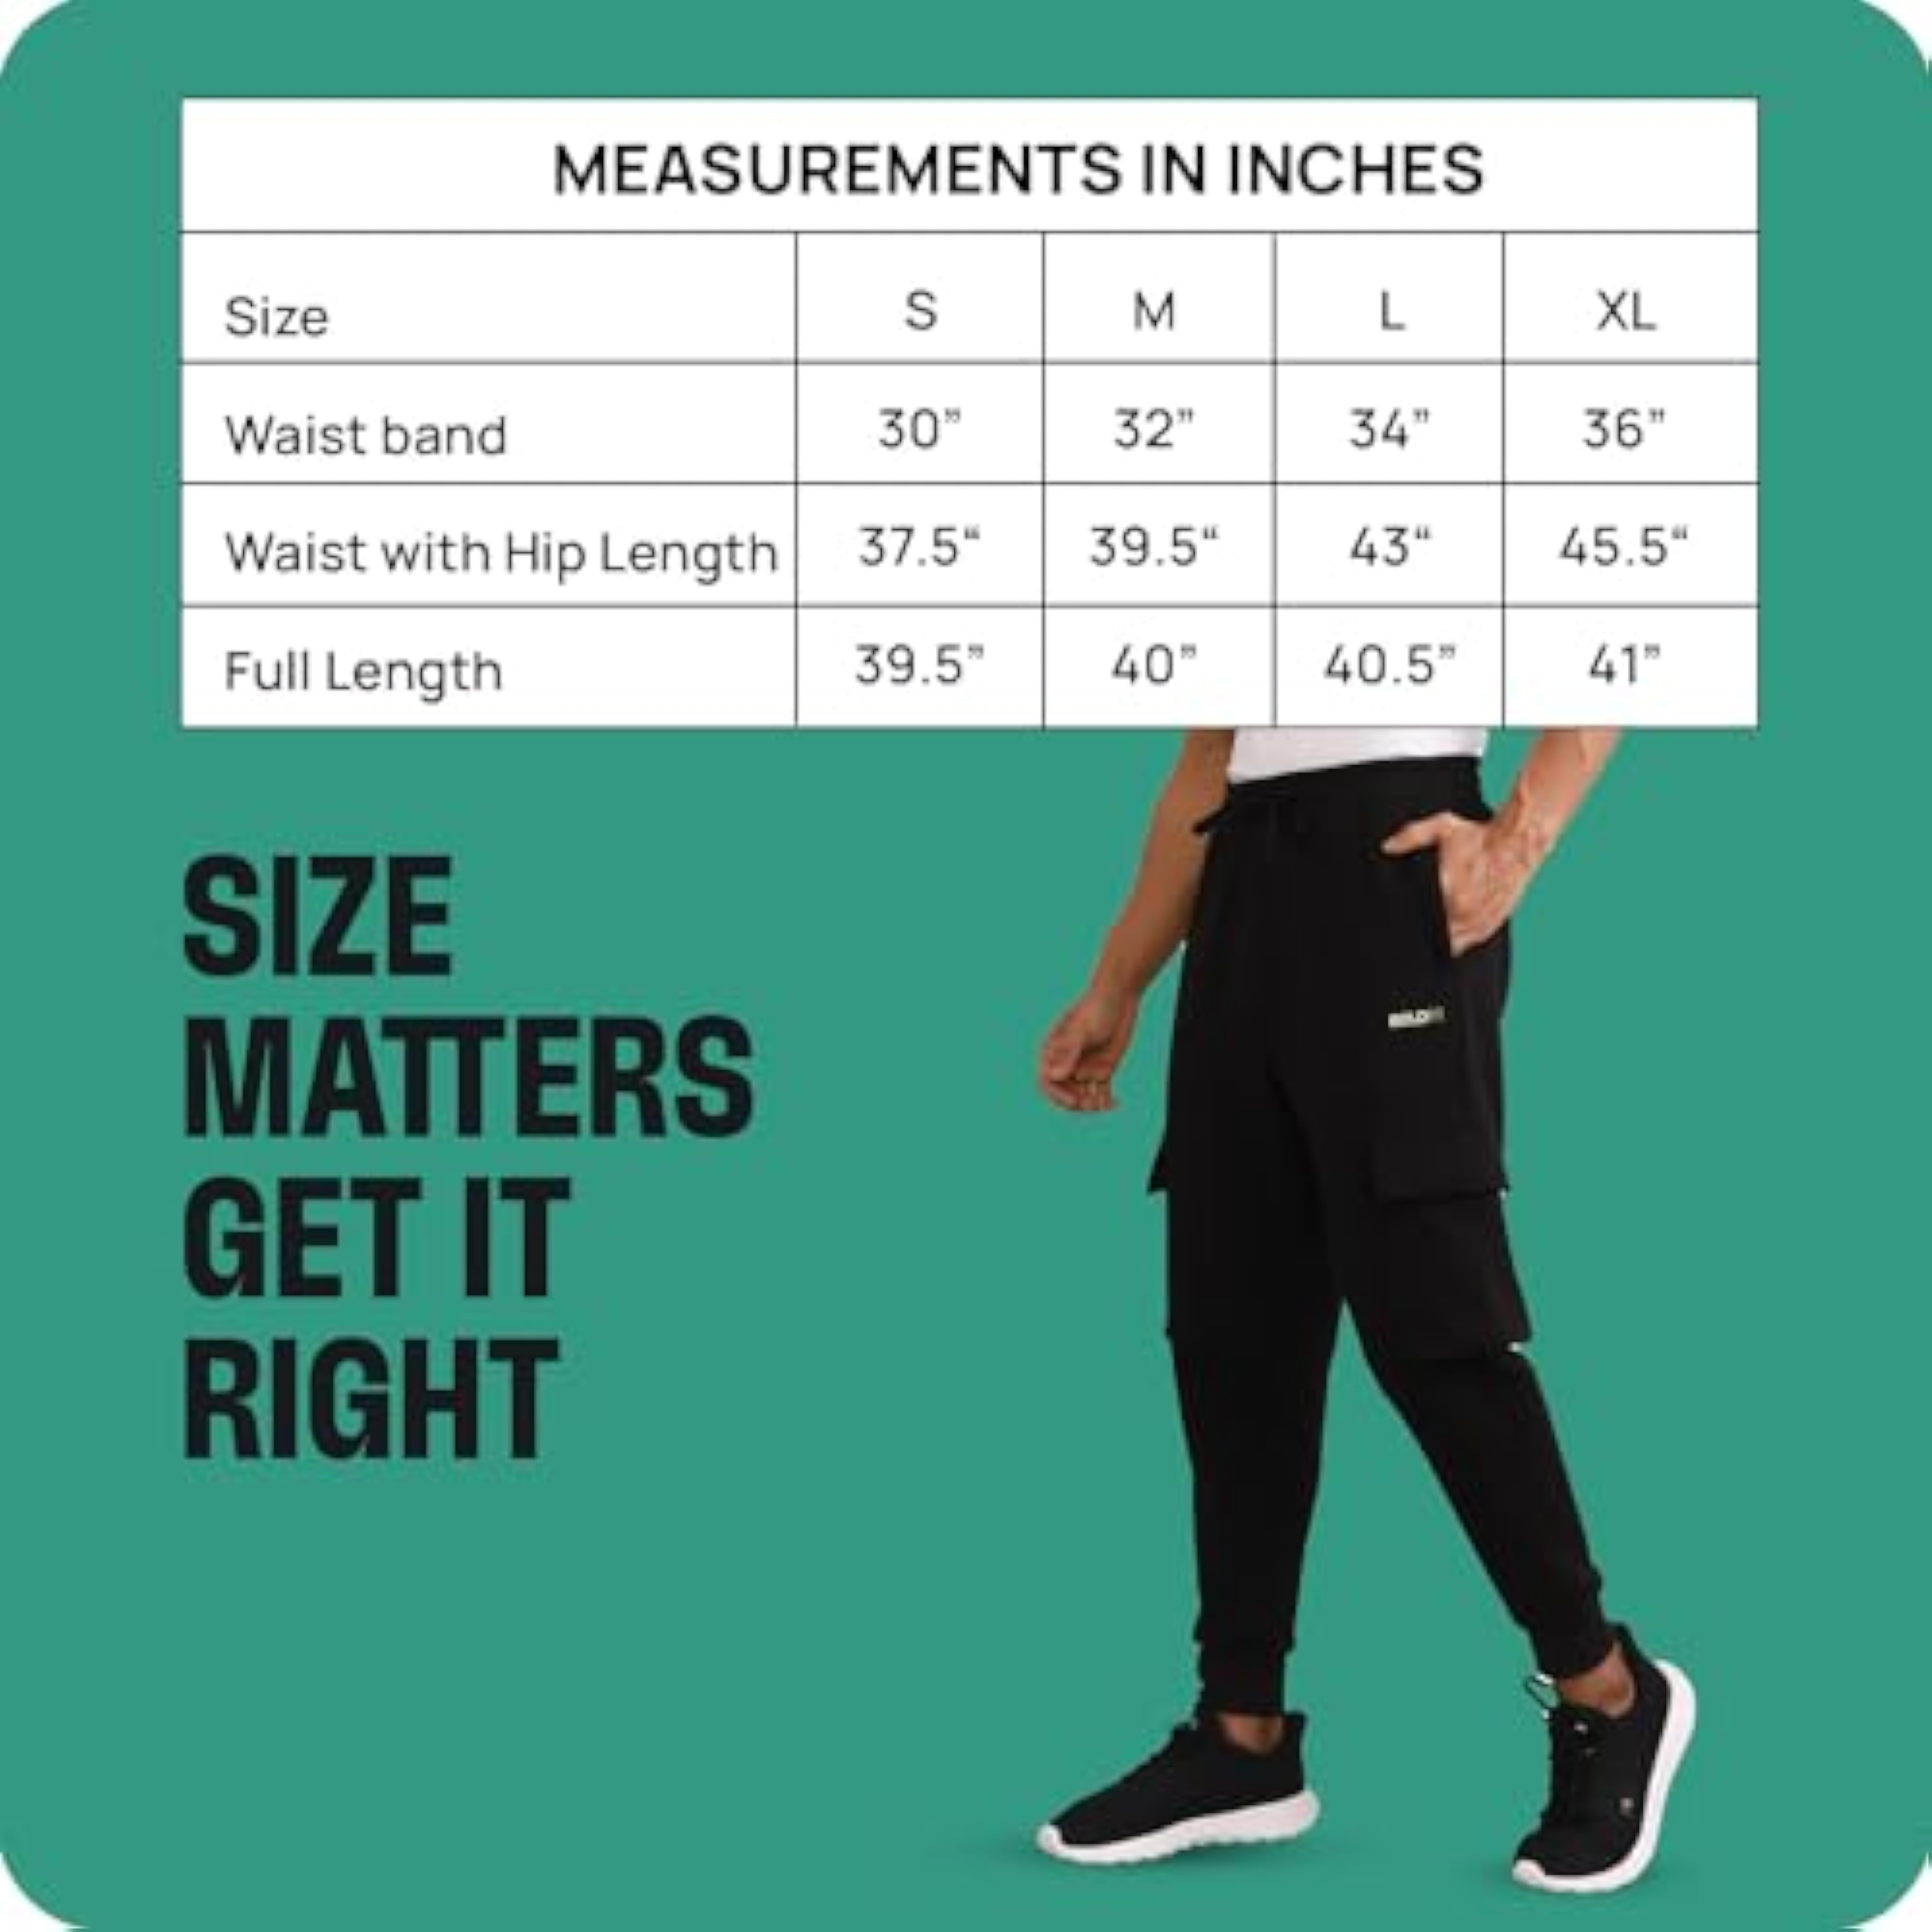 MEASUREMENTS IN INCHES
Size S M L XL
Waist band 30” 32” 34” 36”
Waist with Hip Length 37.5“ 39.5“ 43“ 45.5“
Full Length 39.5” 40” 40.5” 41”
SIZE
MATTERS
GET IT
RIGHT